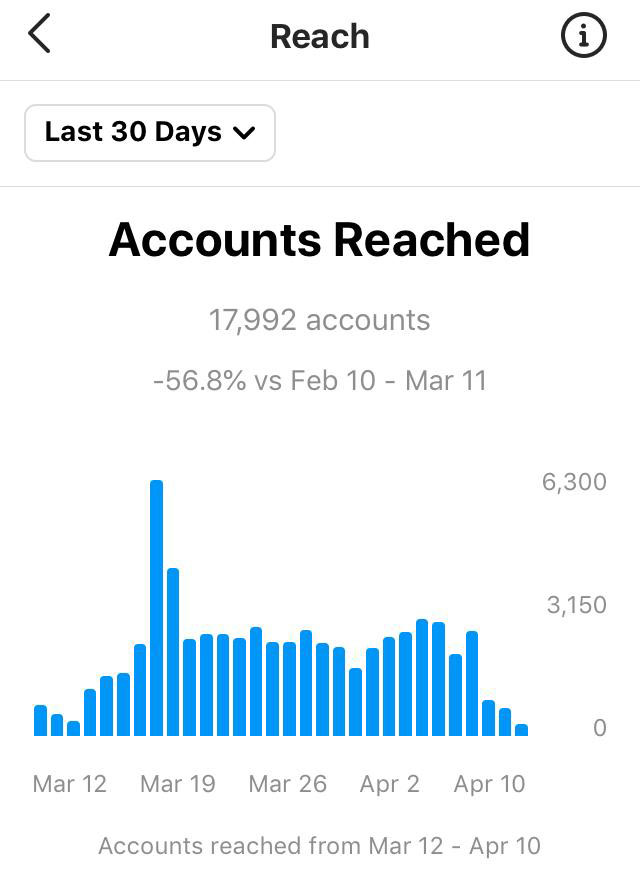 Reach
Last 30 Days
Accounts Reached
17,992 accounts
-56.8% vs Feb 10 - Mar 11
6,300
3,150
0
Mar 12 Mar 19 Mar 26 Apr 2 Apr 10
Accounts reached from Mar 12 - Apr 10